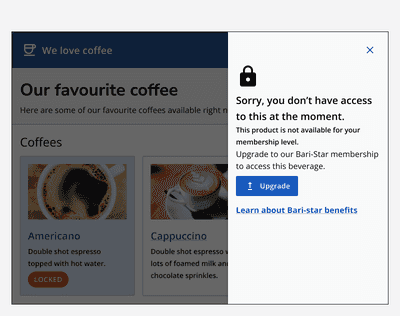 We love coffee
Our favourite coffee
Here are some of our favourite coffees available right n
Coffees
Americano
Double shot espresso
topped with hot water.
LOCKED
Cappuccino
Double shot espresso w
lots of foamed milk and
chocolate sprinkles.
Sorry, you don’t have access
to this at the moment.
This product is not available for your
membership level.
Upgrade to our Bari-Star membership
to access this beverage.
Upgrade
Learn about Bari-star benefits